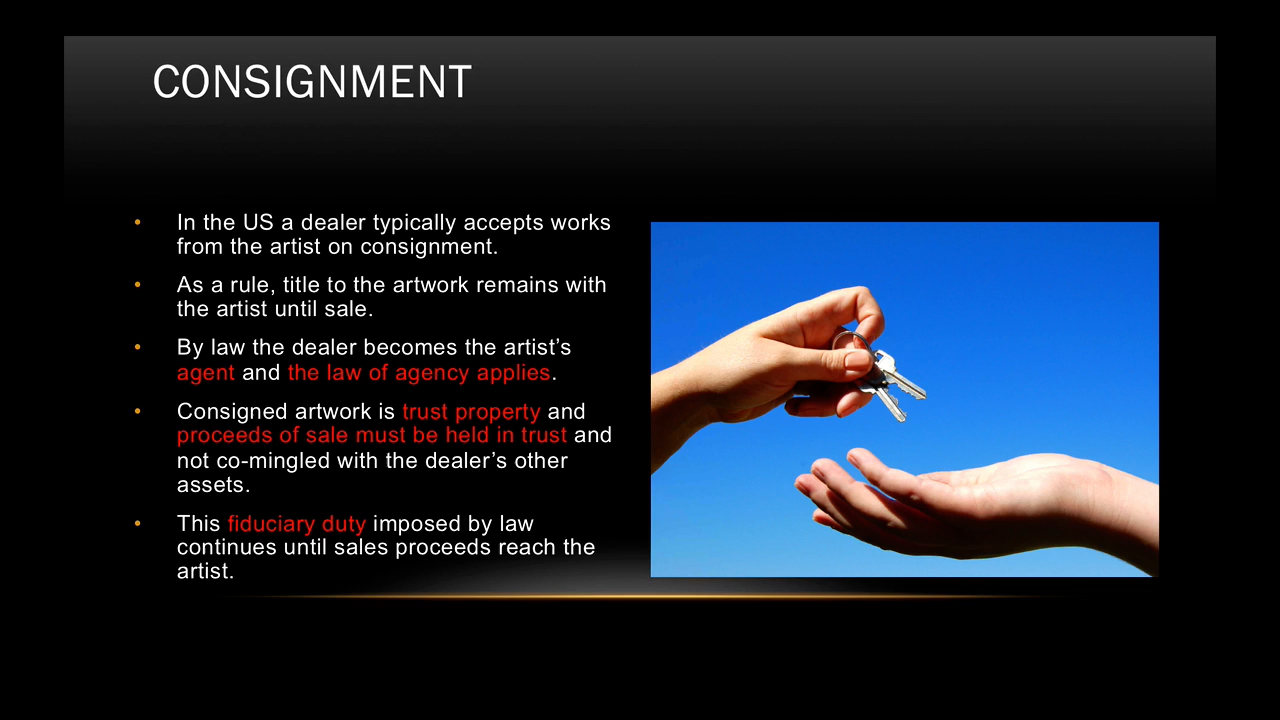 CONSIGNMENT
• In the US a dealer typically accepts works
from the artist on consignment.
• As a rule, title to the artwork remains with
the artist until sale.
• By law the dealer becomes the artist’s
agent and the law of agency applies.
• Consigned artwork is trust property and
proceeds of sale must be held in trust and
not co-mingled with the dealer’s other
assets.
• This fiduciary duty imposed by law
continues until sales proceeds reach the
artist.